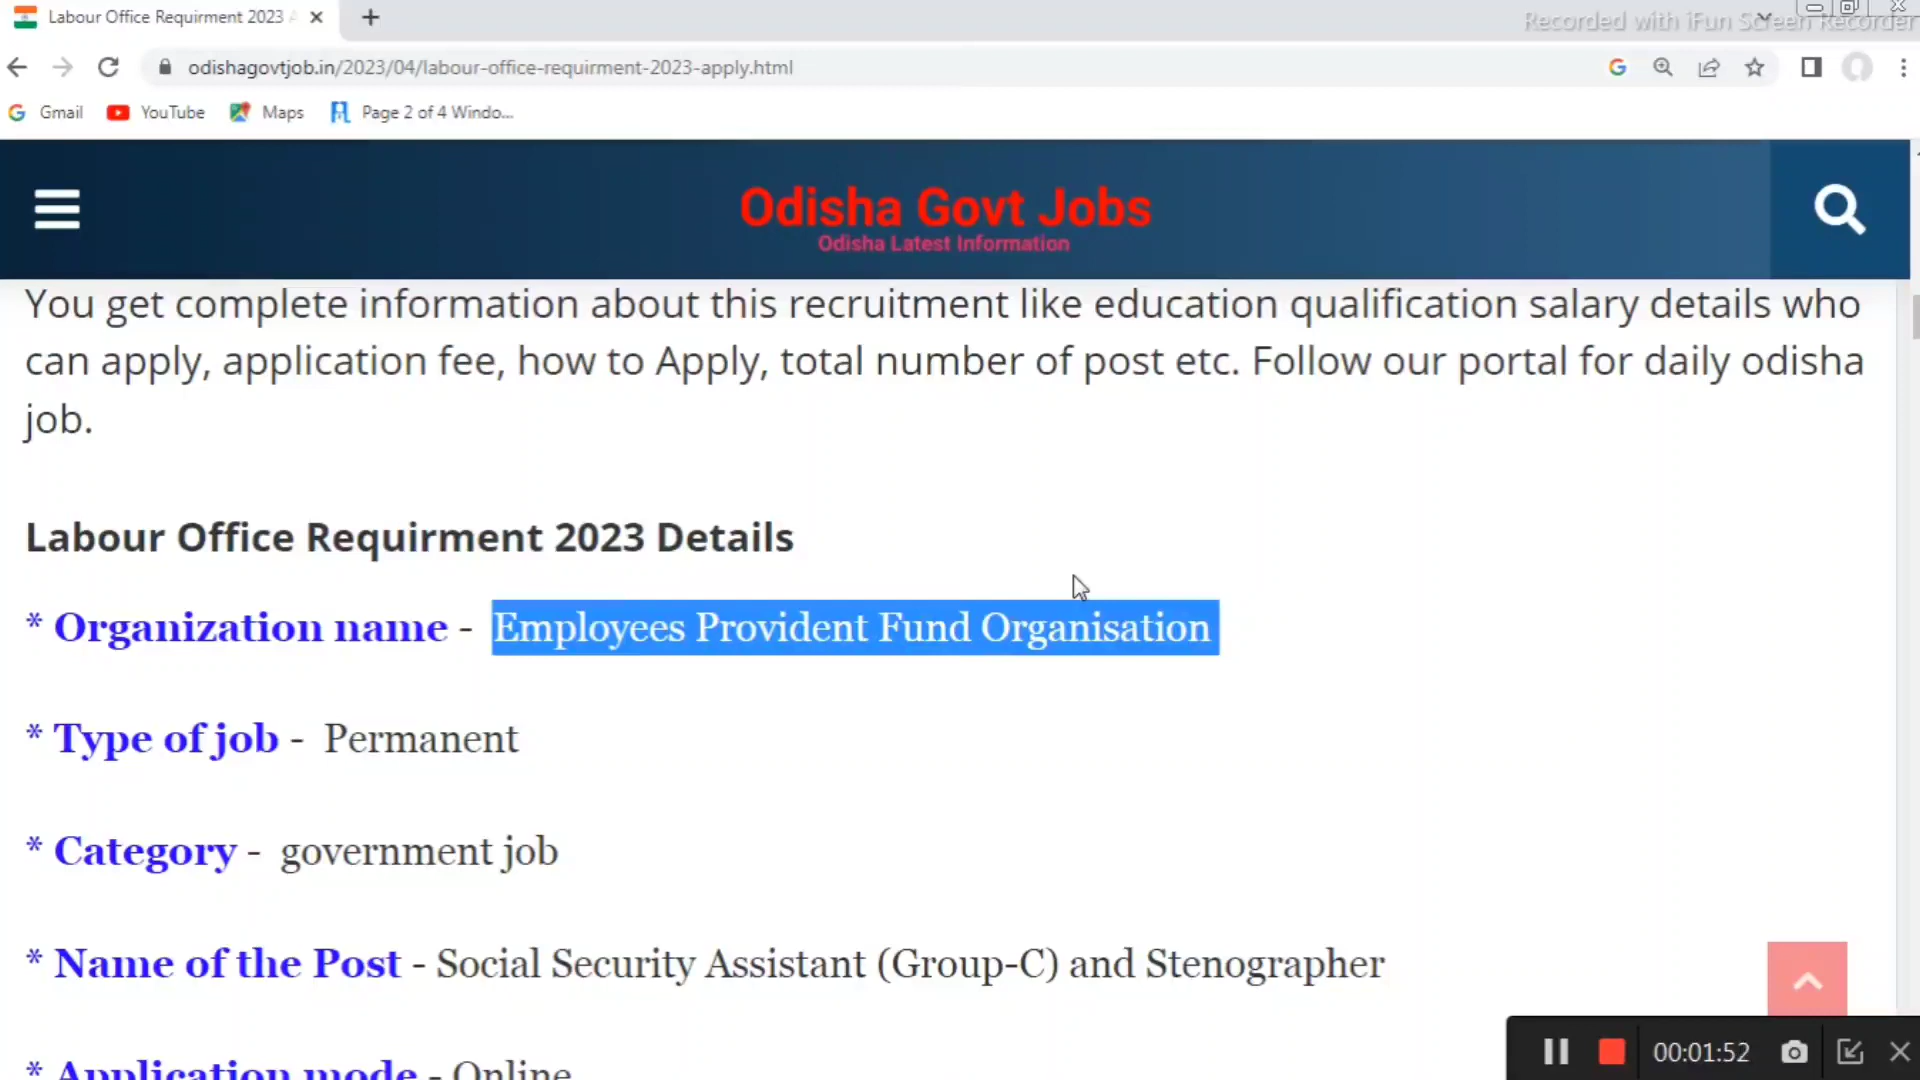 Labour Office Requirment 2023
Recorded with iFun Screen Recorder
odishagovtjob.in/2023/04/labour-office-requirment-2023-apply.html
Gmail YouTube Maps Page 2 of 4 Windo...
Odisha Govt Jobs
Odisha Latest Information
You get complete information about this recruitment like education qualification salary details who
can apply, application fee, how to Apply, total number of post etc. Follow our portal for daily odisha
job.
Labour Office Requirment 2023 Details
* Organization name - Employees Provident Fund Organisation
* Type of job - Permanent
* Category - government job
* Name of the Post - Social Security Assistant (Group-C) and Stenographer
* Application mode - Online
00:01:52